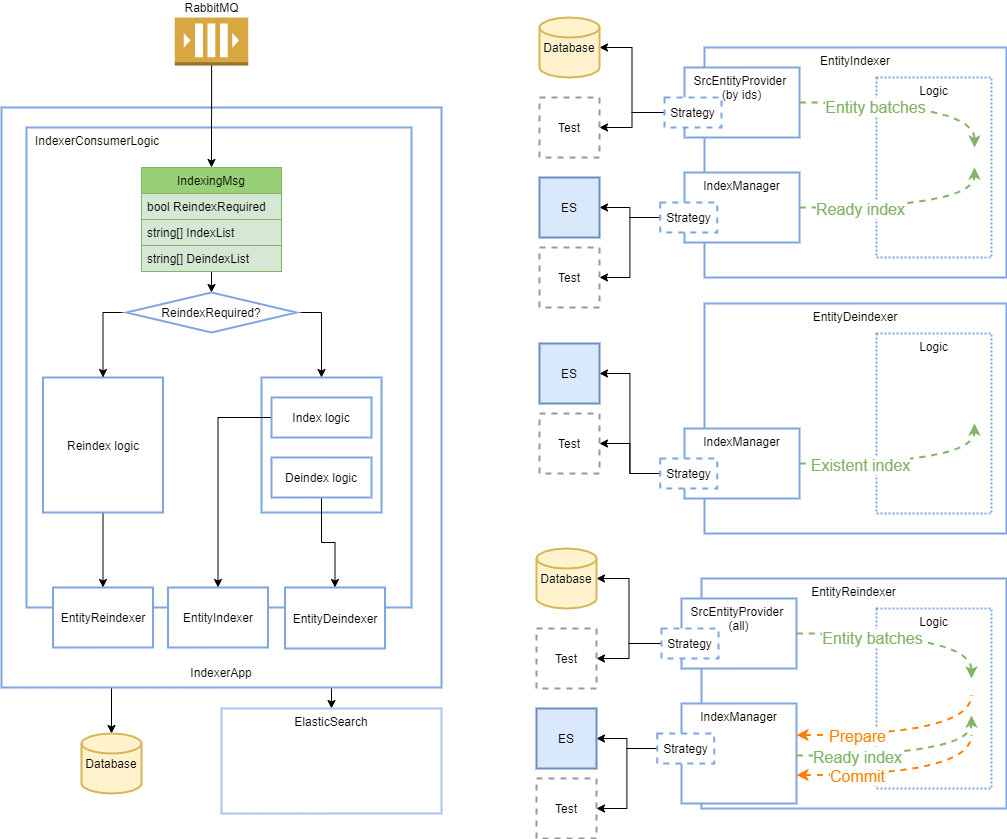 RabbitMQ
IndexerConsumerLogic
IndexingMsg
bool ReindexRequired
string[] IndexList
string[] DeindexList
ReindexRequired?
Reindex logic
Index logic
Deindex logic
EntityReindexer
EntityIndexer
EntityDeindexer
IndexerApp
Database
ElasticSearch
Database
Test
EntityIndexer
SrcEntityProvider
(by ids)
Strategy
Logic
Entity batches
ES
Test
IndexManager
Strategy
Ready index
EntityDeindexer
Logic
ES
Test
IndexManager
Strategy
Existent index
Database
Test
EntityReindexer
SrcEntityProvider
(all)
Strategy
Logic
Entity batches
ES
Test
IndexManager
Strategy
Prepare
Ready index
Commit